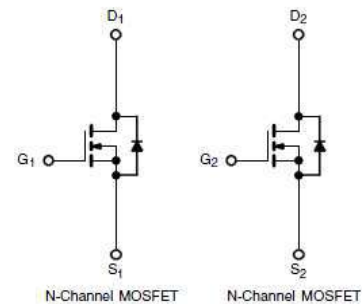 D1 D2
G1 G2
S1 S2
N-Channel MOSFET N-Channel MOSFET